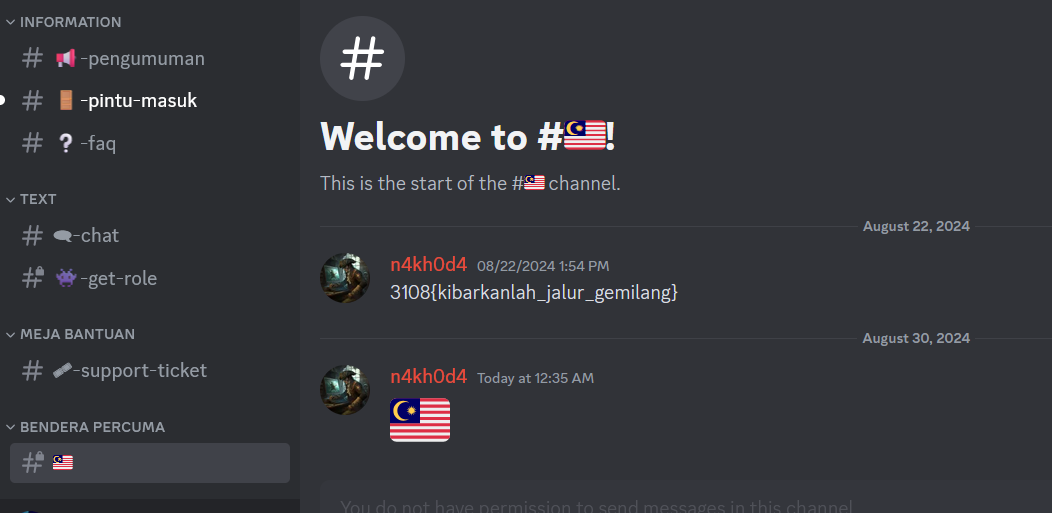 INFORMATION
# 📢-pengumuman
# 🚪-pintu-masuk
# ❔-faq
TEXT
# 🗨-chat
# 👾-get-role
MEJA BANTUAN
# 🎟-support-ticket
BENDERA PERCUMA
# 🇲🇾
#
Welcome to #🇲🇾!
This is the start of the #🇲🇾 channel.
August 22, 2024
n4kh0d4 08/22/2024 1:54 PM
3108{kibarkanlah_jalur_gemilang}
August 30, 2024
n4kh0d4 Today at 12:35 AM
🇲🇾
You do not have permission to send messages in this channel